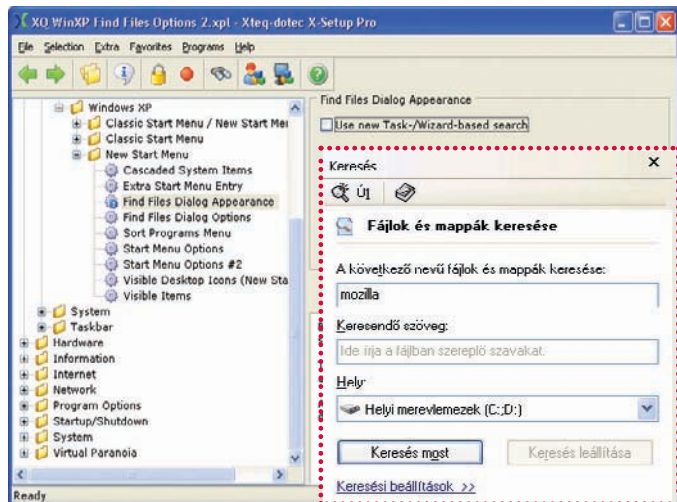 XQ WinXP Find Files Options 2.xpl - Xteq-dotec X-Setup Pro
File Selection Extra Favorites Programs Help
Windows XP
Classic Start Menu / New Start Mei
Classic Start Menu
New Start Menu
Cascaded System Items
Extra Start Menu Entry
Find Files Dialog Appearance
Find Files Dialog Options
Sort Programs Menu
Start Menu Options
Start Menu Options #2
Visible Desktop Icons (New Sta
Visible Items
System
Taskbar
Hardware
Information
Internet
Network
Program Options
Startup/Shutdown
System
Virtual Paranoia
Ready
Find Files Dialog Appearance
Use new Task-/Wizard-based search
Keresés
Új
Fájlok és mappák keresése
A következő nevű fájlok és mappák keresése:
mozilla
Keresendő szöveg:
Ide írja a fájlban szereplő szavakat.
Hely:
Helyi merevlemezek (C:;D:)
Keresés most
Keresés leállítása
Keresési beállítások >>